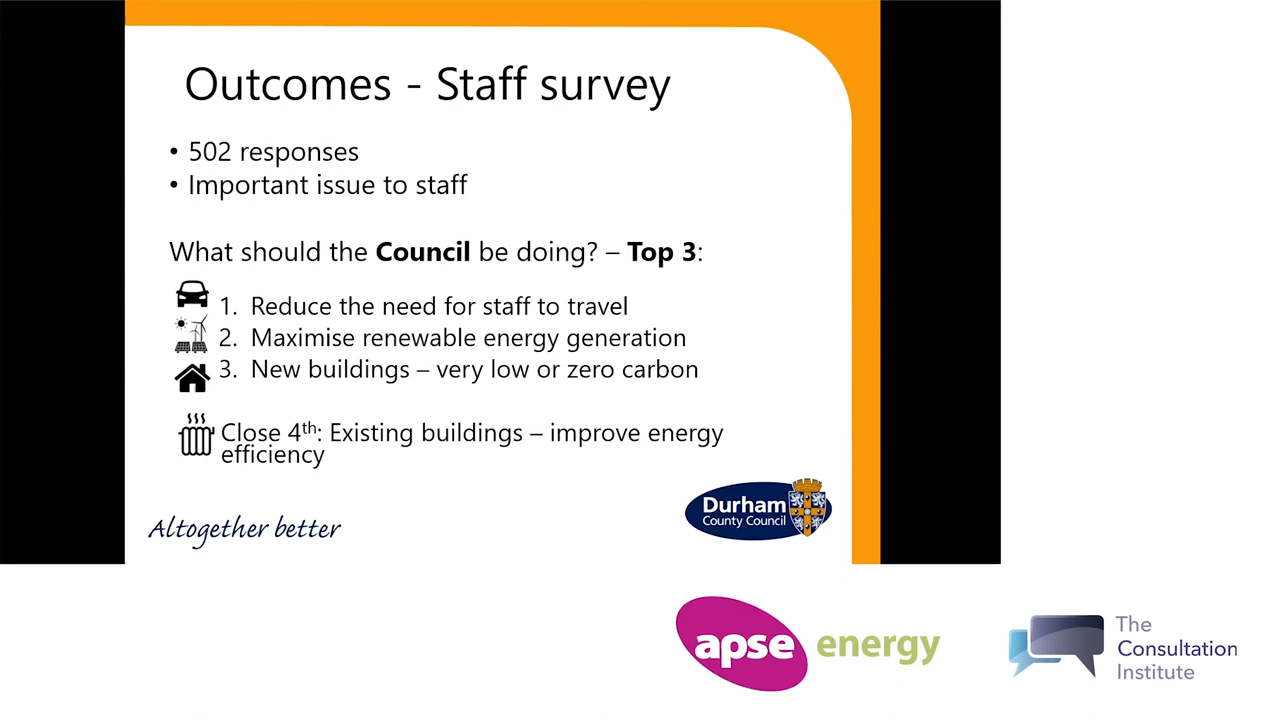 Outcomes - Staff survey
• 502 responses
• Important issue to staff
What should the Council be doing? – Top 3:
1. Reduce the need for staff to travel
2. Maximise renewable energy generation
3. New buildings – very low or zero carbon
Close 4th: Existing buildings – improve energy
efficiency
Altogether better
Durham
County Council
apse energy
The
Consultation
Institute